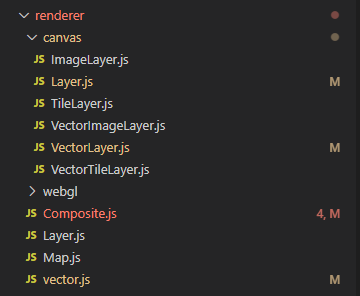 renderer
canvas
JS ImageLayer.js
JS Layer.js M
JS TileLayer.js
JS VectorImageLayer.js
JS VectorLayer.js M
JS VectorTileLayer.js
webgl
JS Composite.js 4, M
JS Layer.js
JS Map.js
JS vector.js M